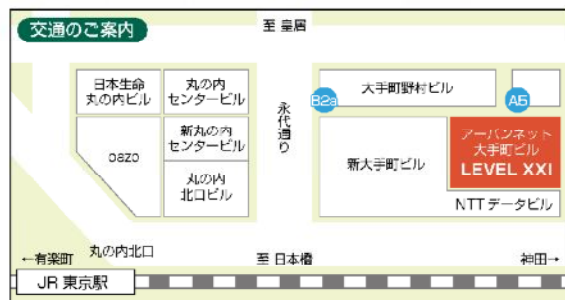 交通のご案内
至 皇居
日本生命
丸の内ビル
丸の内
センタービル
新丸の内
センタービル
oazo
丸の内
北口ビル
永代通り
B2a
大手町野村ビル
A5
新大手町ビル
アーバンネット
大手町ビル
LEVEL XXI
NTTデータビル
←有楽町
丸の内北口
至 日本橋
神田→
JR 東京駅